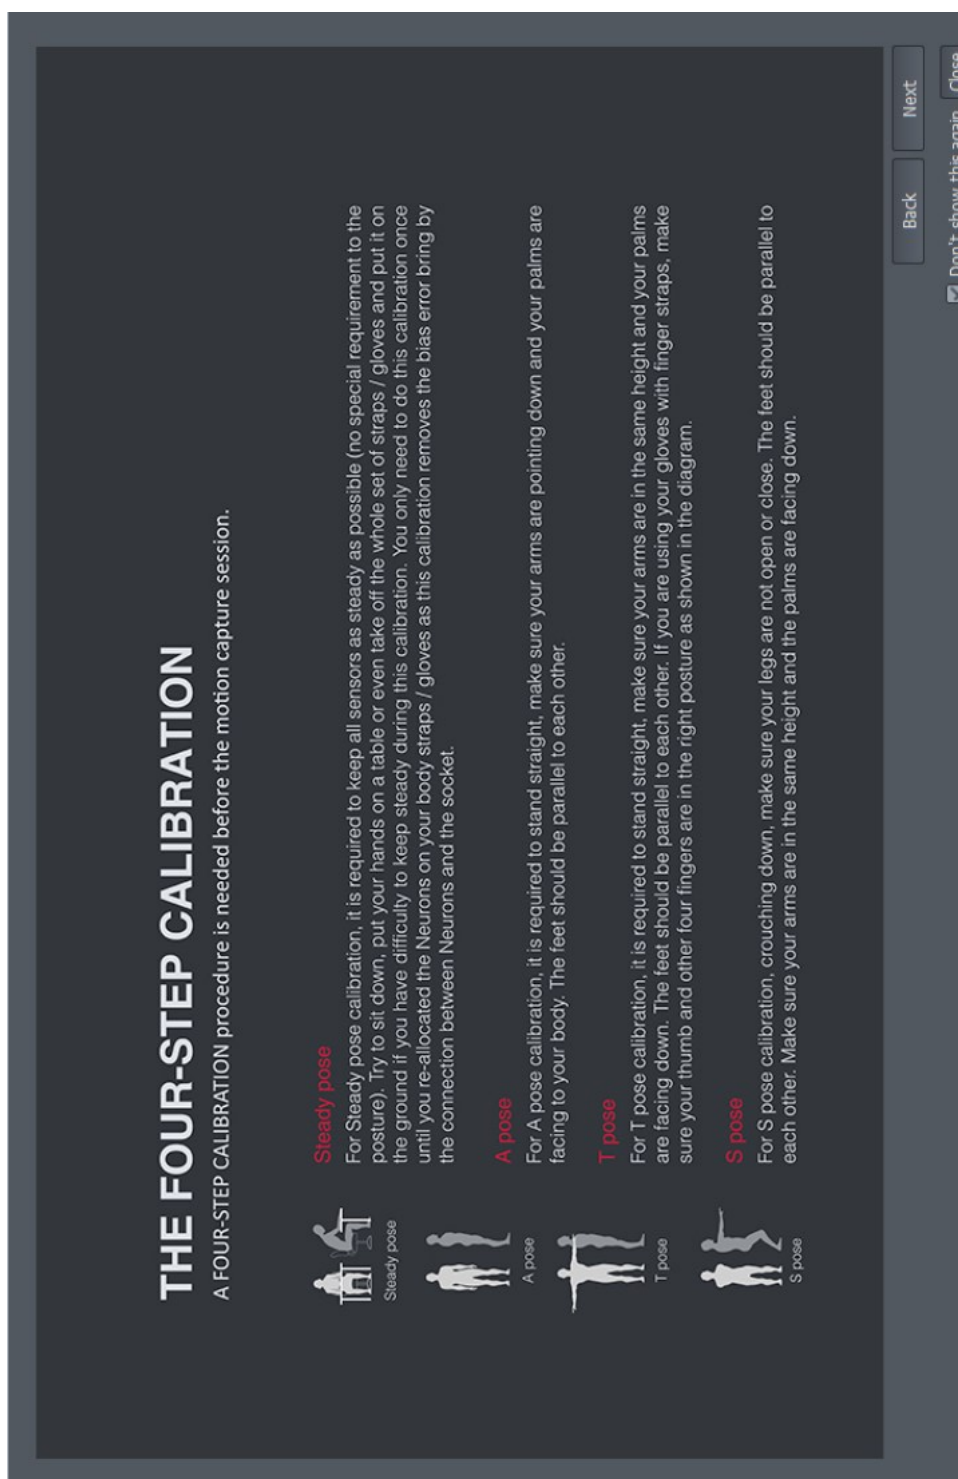 THE FOUR-STEP CALIBRATION
A FOUR-STEP CALIBRATION procedure is needed before the motion capture session.
Steady pose
For Steady pose calibration, it is required to keep all sensors as steady as possible (no special requirement to the
posture). Try to sit down, put your hands on a table or even take off the whole set of straps / gloves and put it on
the ground if you have difficulty to keep steady during this calibration. You only need to do this calibration once
until you re-allocated the Neurons on your body straps / gloves as this calibration removes the bias error bring by
the connection between Neurons and the socket.
Steady pose
A pose
For A pose calibration, it is required to stand straight, make sure your arms are pointing down and your palms are
facing to your body. The feet should be parallel to each other.
A pose
T pose
For T pose calibration, it is required to stand straight, make sure your arms are in the same height and your palms
are facing down. The feet should be parallel to each other. If you are using your gloves with finger straps, make
sure your thumb and other four fingers are in the right posture as shown in the diagram.
T pose
S pose
For S pose calibration, crouching down, make sure your legs are not open or close. The feet should be parallel to
each other. Make sure your arms are in the same height and the palms are facing down.
S pose
Back Next
Don't show this again Close